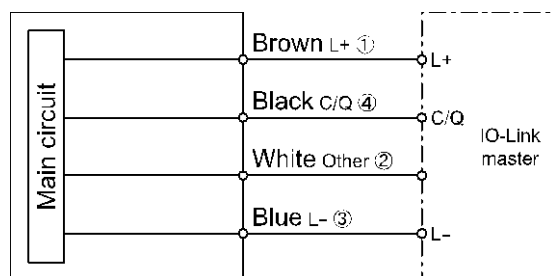 Main circuit
Brown L+ ①
L+
Black C/Q ④
C/Q
White Other ②
Blue L− ③
L−
IO-Link
master